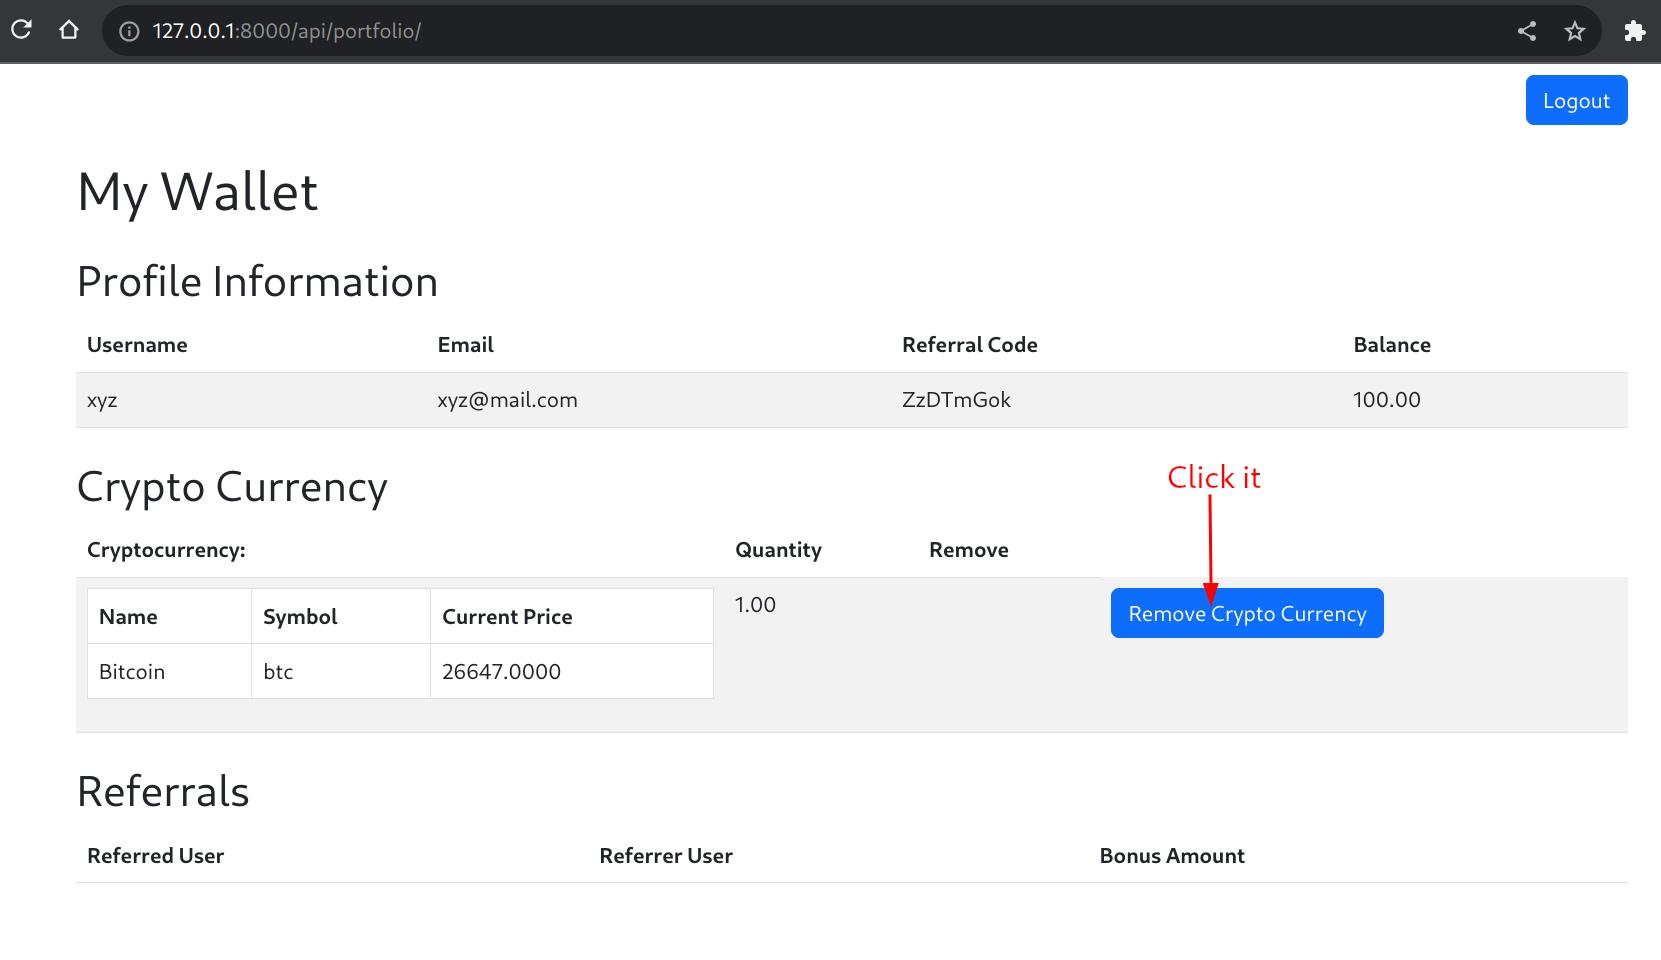 127.0.0.1:8000/api/portfolio/
Logout
My Wallet
Profile Information
Username Email Referral Code Balance
xyz xyz@mail.com ZzDTmGok 100.00
Click it
Crypto Currency
Cryptocurrency: Quantity Remove
1.00 Remove Crypto Currency
Name Symbol Current Price
Bitcoin btc 26647.0000
Referrals
Referred User Referrer User Bonus Amount